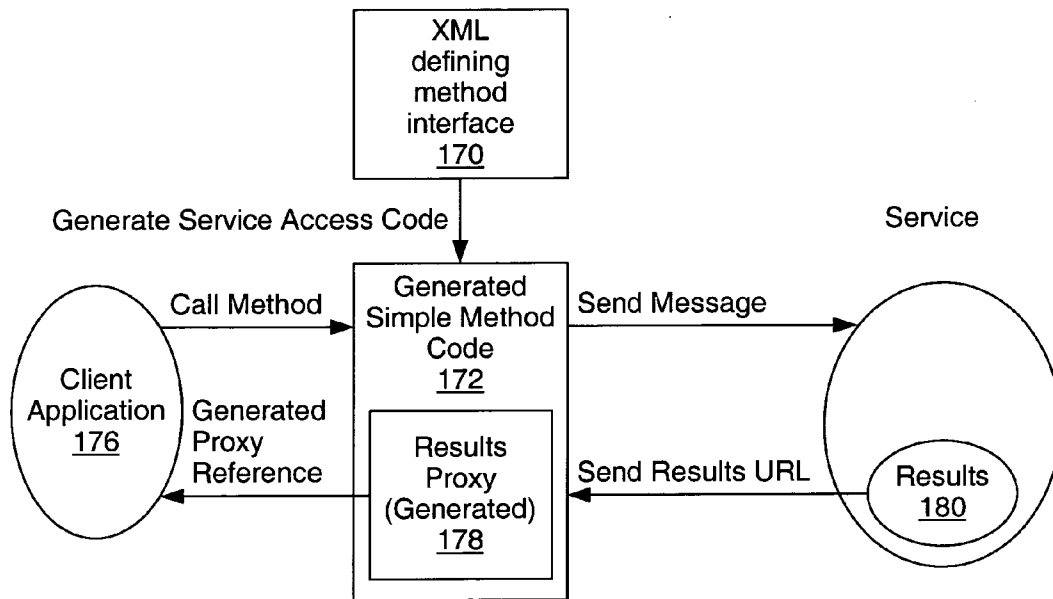 XML
defining
method
interface
170
Generate Service Access Code
Service
Call Method
Generated
Simple Method
Code
172
Send Message
Client
Application
176
Generated
Proxy
Reference
Results
Proxy
(Generated)
178
Send Results URL
Results
180